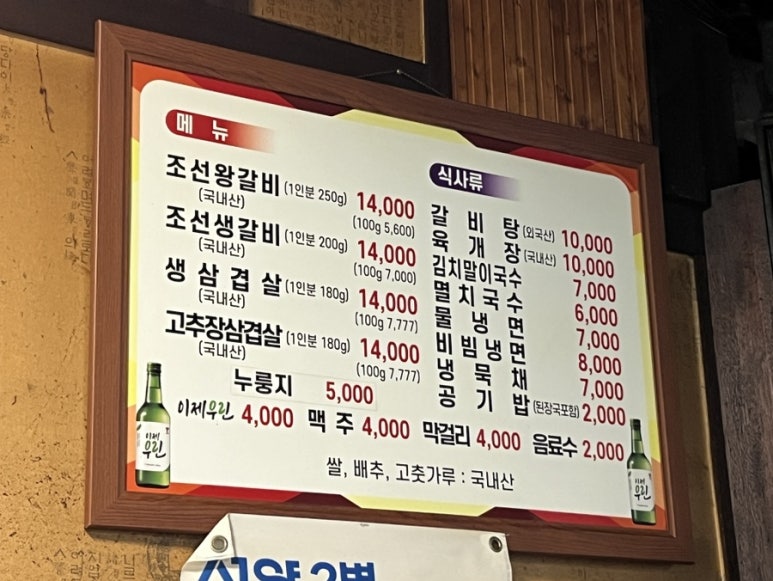 메 뉴
조선왕갈비 (1인분 250g) 14,000
(국내산) (100g 5,600)
조선생갈비 (1인분 200g) 14,000
(국내산) (100g 7,000)
생 삼 겹 살 (1인분 180g) 14,000
(국내산) (100g 7,777)
고추장삼겹살 (1인분 180g) 14,000
(국내산) (100g 7,777)
누룽지 5,000
식사류
갈 비 탕 (외국산) 10,000
육 개 장 (국내산) 10,000
김치말이국수 7,000
멸 치 국 수 6,000
물 냉 면 7,000
비 빔 냉 면 8,000
냉 묵 채 7,000
공 기 밥 (된장국포함) 2,000
이제우린 4,000 맥 주 4,000 막걸리 4,000 음료수 2,000
쌀, 배추, 고춧가루 : 국내산
이제
우린
이제
우린